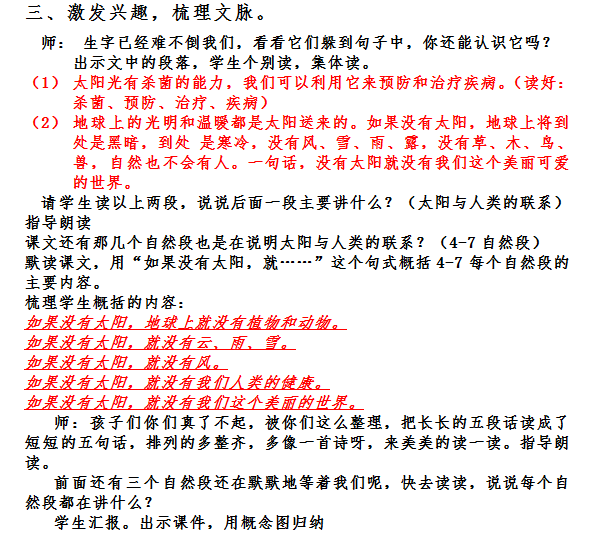 三、激发兴趣，梳理文脉。
师： 生字已经难不倒我们，看看它们躲到句子中，你还能认识它吗？
出示文中的段落，学生个别读，集体读。
（1） 太阳光有杀菌的能力，我们可以利用它来预防和治疗疾病。（读好：
杀菌、预防、治疗、疾病）
（2） 地球上的光明和温暖都是太阳送来的。如果没有太阳，地球上将到
处是黑暗，到处 是寒冷，没有风、雪、雨、露，没有草、木、鸟、
兽，自然也不会有人。一句话，没有太阳就没有我们这个美丽可爱
的世界。
请学生读以上两段，说说后面一段主要讲什么？（太阳与人类的联系）
指导朗读
课文还有那几个自然段也是在说明太阳与人类的联系？（4-7自然段）
默读课文，用“如果没有太阳，就……”这个句式概括4-7每个自然段的
主要内容。
梳理学生概括的内容：
如果没有太阳，地球上就没有植物和动物。
如果没有太阳，就没有云、雨、雪。
如果没有太阳，就没有风。
如果没有太阳，就没有我们人类的健康。
如果没有太阳，就没有我们这个美丽的世界。
师：孩子们你们真了不起，被你们这么整理，把长长的五段话读成了
短短的五句话，排列的多整齐，多像一首诗呀，来美美的读一读。指导朗
读。
前面还有三个自然段还在默默地等着我们呢，快去读读，说说每个自
然段都在讲什么？
学生汇报。出示课件，用概念图归纳